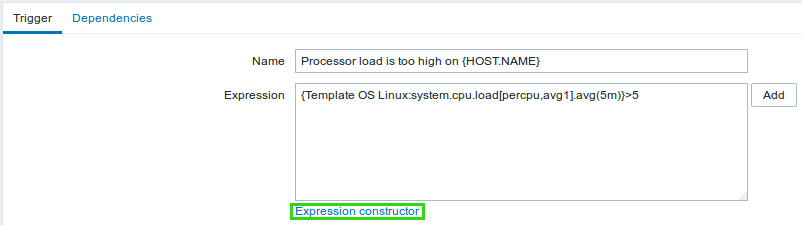 Trigger Dependencies
Name Processor load is too high on {HOST.NAME}
Expression {Template OS Linux:system.cpu.load[percpu,avg1].avg(5m)}>5 Add
Expression constructor